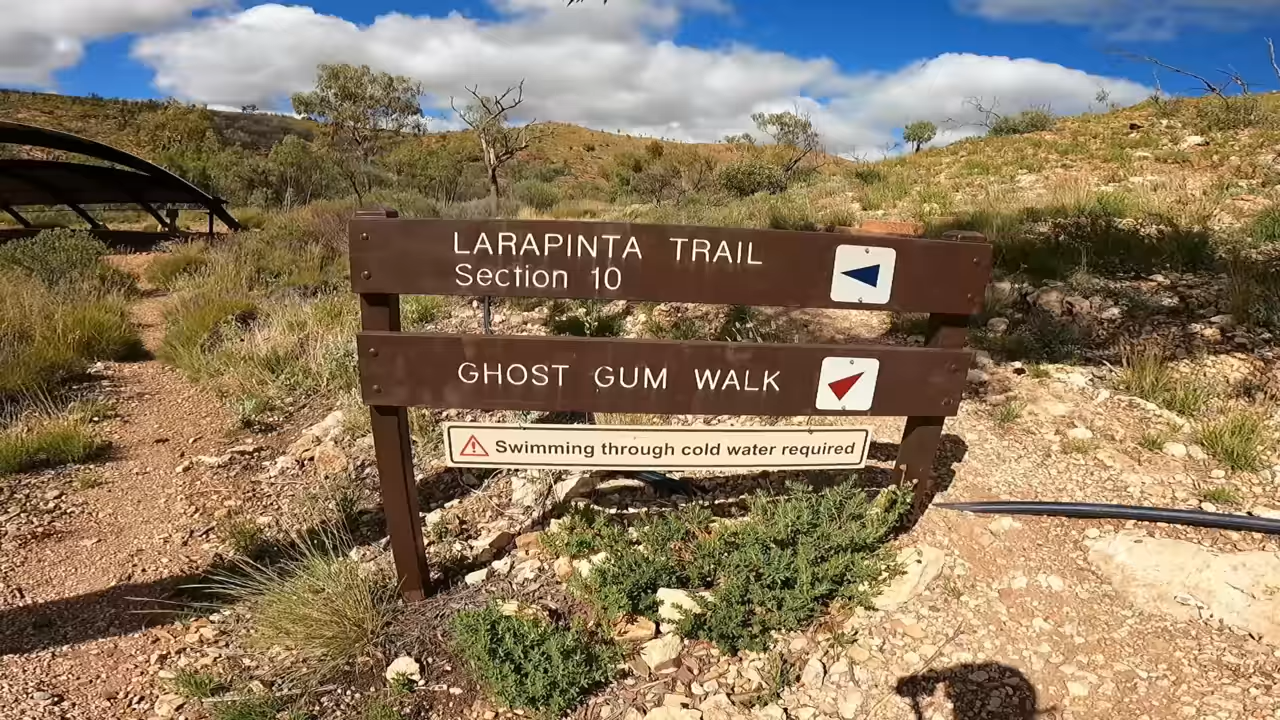 LARAPINTA TRAIL
Section 10
GHOST GUM WALK
Swimming through cold water required